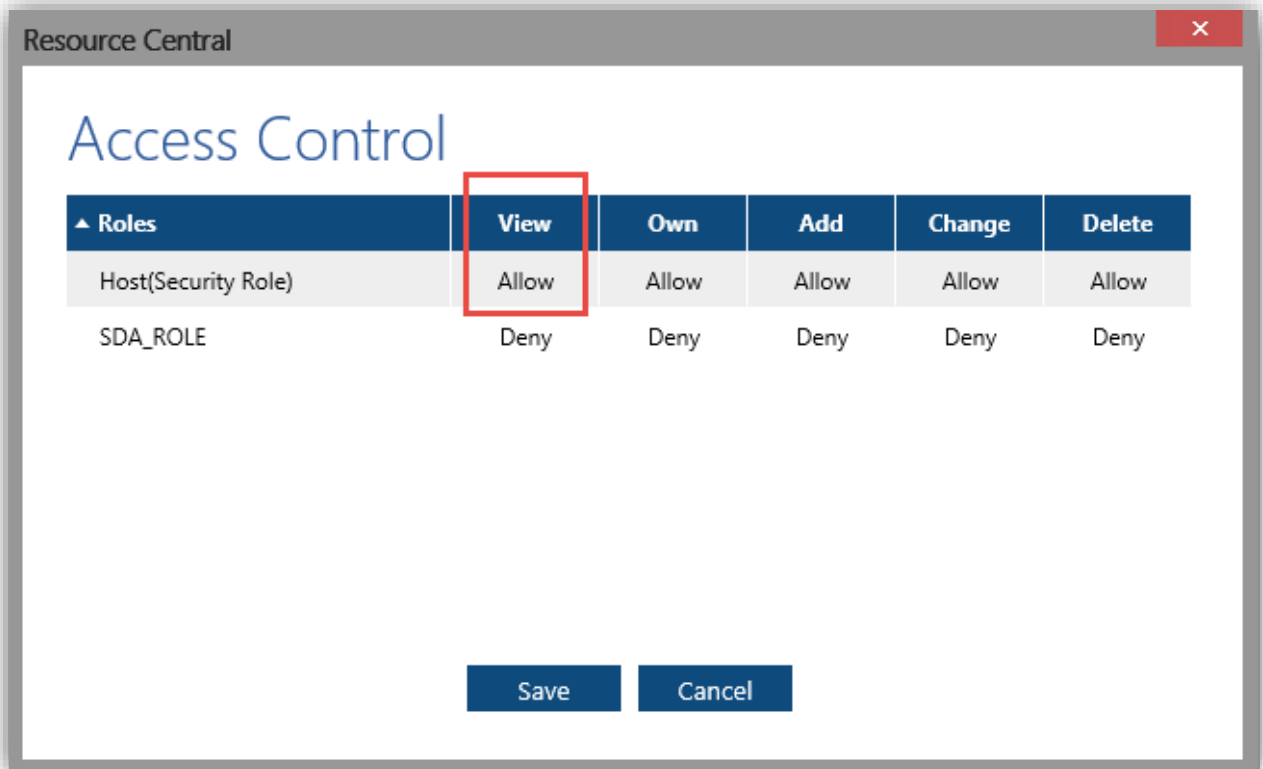 Resource Central
Access Control
Roles View Own Add Change Delete
Host(Security Role) Allow Allow Allow Allow Allow
SDA_ROLE Deny Deny Deny Deny Deny
Save Cancel